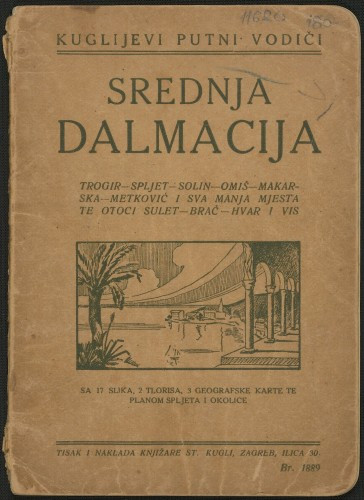 KUGLIJEVI PUTNI VODIČI
SREDNJA
DALMACIJA
TROGIR—SPLJET—SOLIN—OMIŠ—MAKAR-
SKA—METKOVIĆ I SVA MANJA MJESTA
TE OTOCI SULET—BRAČ—HVAR I VIS
SA 17 SLIKA, 2 TLORISA, 3 GEOGRAFSKE KARTE TE
PLANOM SPLJETA I OKOLICE
TISAK I NAKLADA KNJIŽARE ST. KUGLI, ZAGREB, ILICA 30.
Br. 1889